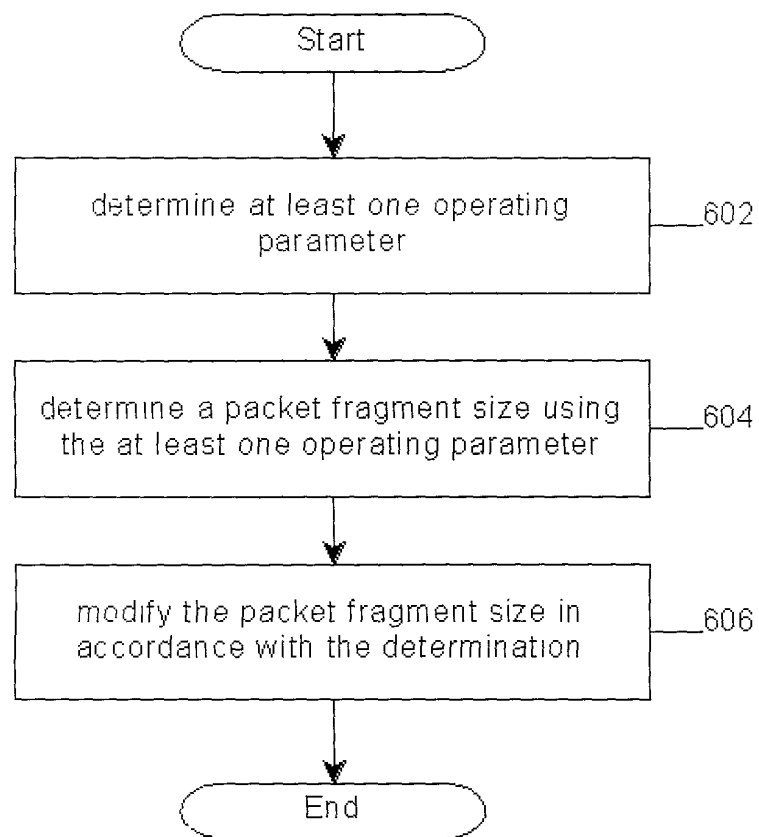 Start
determine at least one operating
parameter
602
determine a packet fragment size using
the at least one operating parameter
604
modify the packet fragment size in
accordance with the determination
606
End